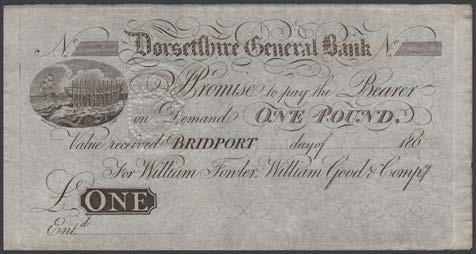 No Dorsetshire General Bank No
I Promise to pay the Bearer
on Demand ONE POUND,
Value received BRIDPORT day of 180
For William Fowler, William Good & Compy
£ ONE
Entd